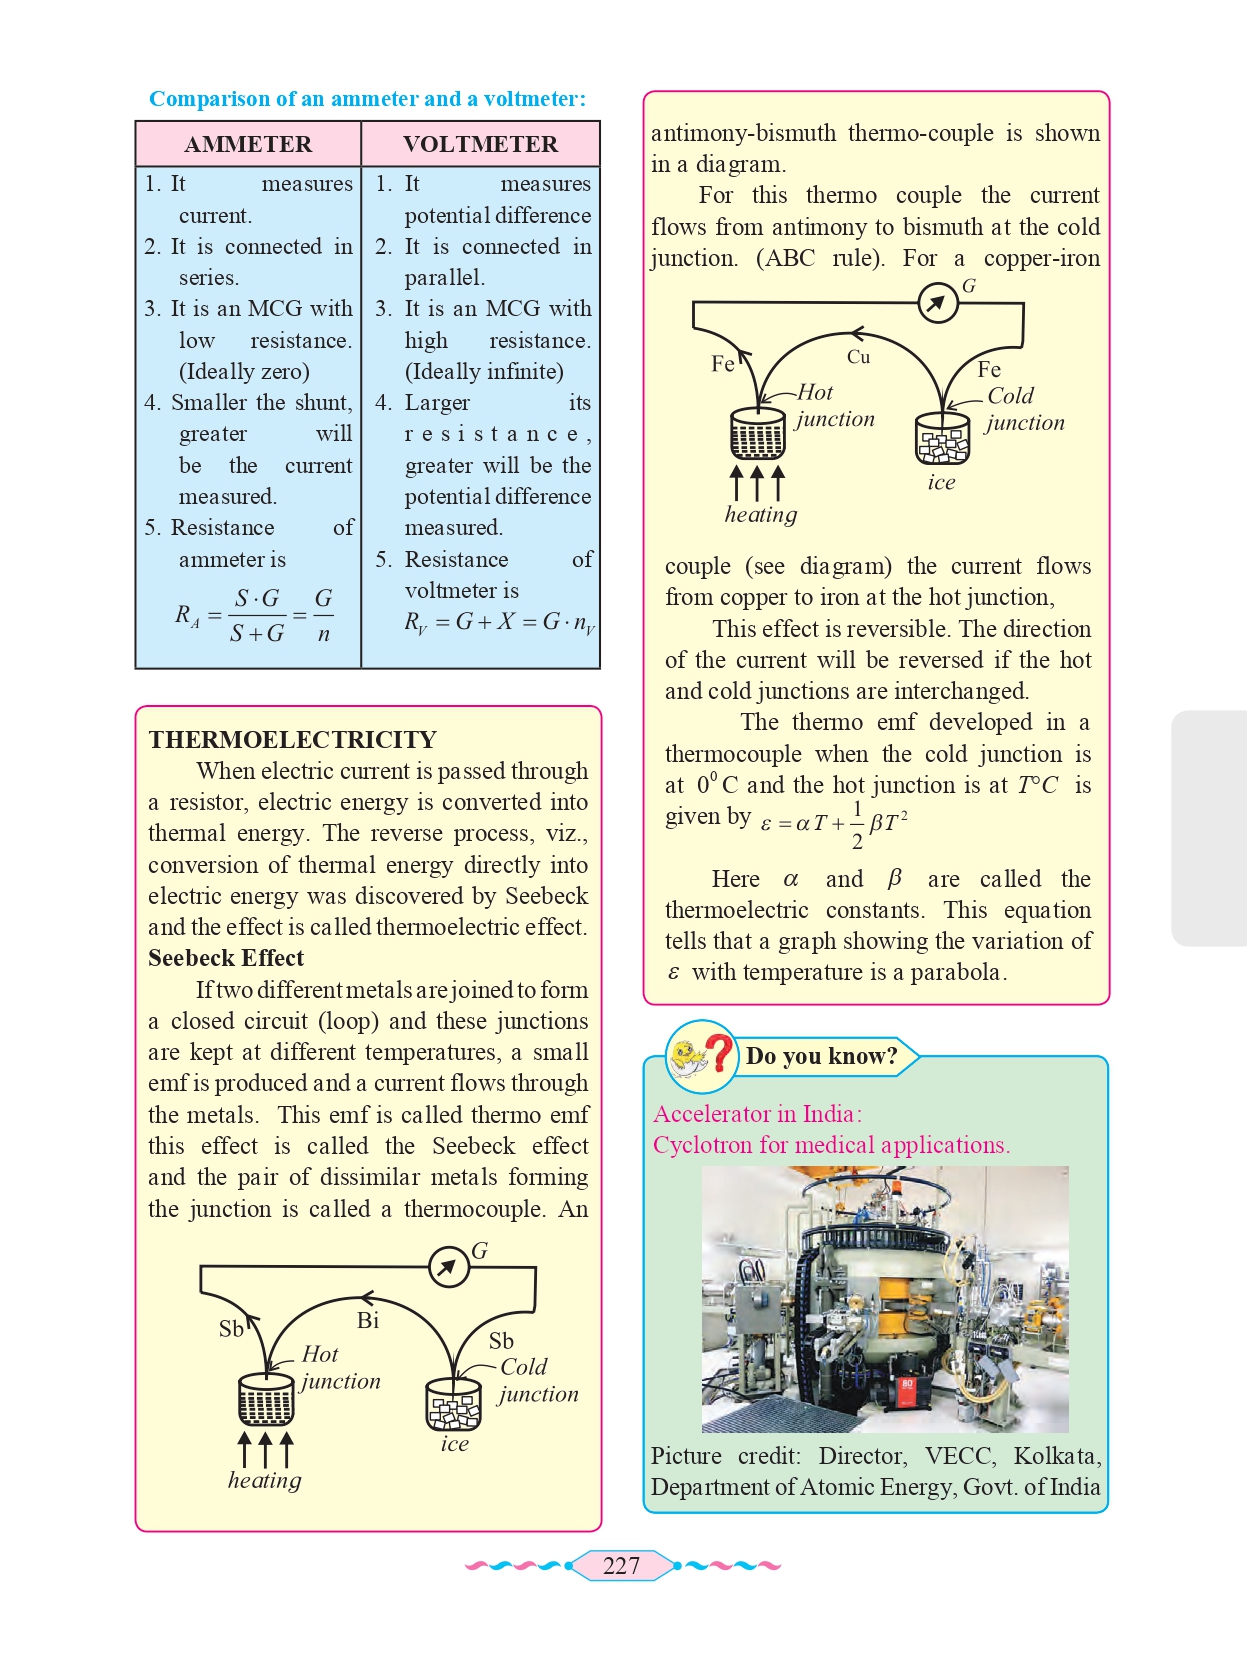 Comparison of an ammeter and a voltmeter:
AMMETER
1. It measures
current.
2. It is connected in
series.
3. It is an MCG with
low resistance.
(Ideally zero)
4. Smaller the shunt,
greater will
be the current
measured.
5. Resistance of
ammeter is
R_A = S·G / S+G = G / n
VOLTMETER
1. It measures
potential difference
2. It is connected in
parallel.
3. It is an MCG with
high resistance.
(Ideally infinite)
4. Larger its
resistance,
greater will be the
potential difference
measured.
5. Resistance of
voltmeter is
R_V = G + X = G · n_V
THERMOELECTRICITY
When electric current is passed through
a resistor, electric energy is converted into
thermal energy. The reverse process, viz.,
conversion of thermal energy directly into
electric energy was discovered by Seebeck
and the effect is called thermoelectric effect.
Seebeck Effect
If two different metals are joined to form
a closed circuit (loop) and these junctions
are kept at different temperatures, a small
emf is produced and a current flows through
the metals. This emf is called thermo emf
this effect is called the Seebeck effect
and the pair of dissimilar metals forming
the junction is called a thermocouple. An
G
Sb
Bi
Sb
Hot
junction
Cold
junction
ice
heating
antimony-bismuth thermo-couple is shown
in a diagram.
For this thermo couple the current
flows from antimony to bismuth at the cold
junction. (ABC rule). For a copper-iron
G
Fe
Cu
Fe
Hot
junction
Cold
junction
ice
heating
couple (see diagram) the current flows
from copper to iron at the hot junction,
This effect is reversible. The direction
of the current will be reversed if the hot
and cold junctions are interchanged.
The thermo emf developed in a
thermocouple when the cold junction is
at 0⁰ C and the hot junction is at T°C is
given by ε = αT + 1/2 βT²
Here α and β are called the
thermoelectric constants. This equation
tells that a graph showing the variation of
ε with temperature is a parabola.
Do you know?
Accelerator in India:
Cyclotron for medical applications.
80
Picture credit: Director, VECC, Kolkata,
Department of Atomic Energy, Govt. of India
227